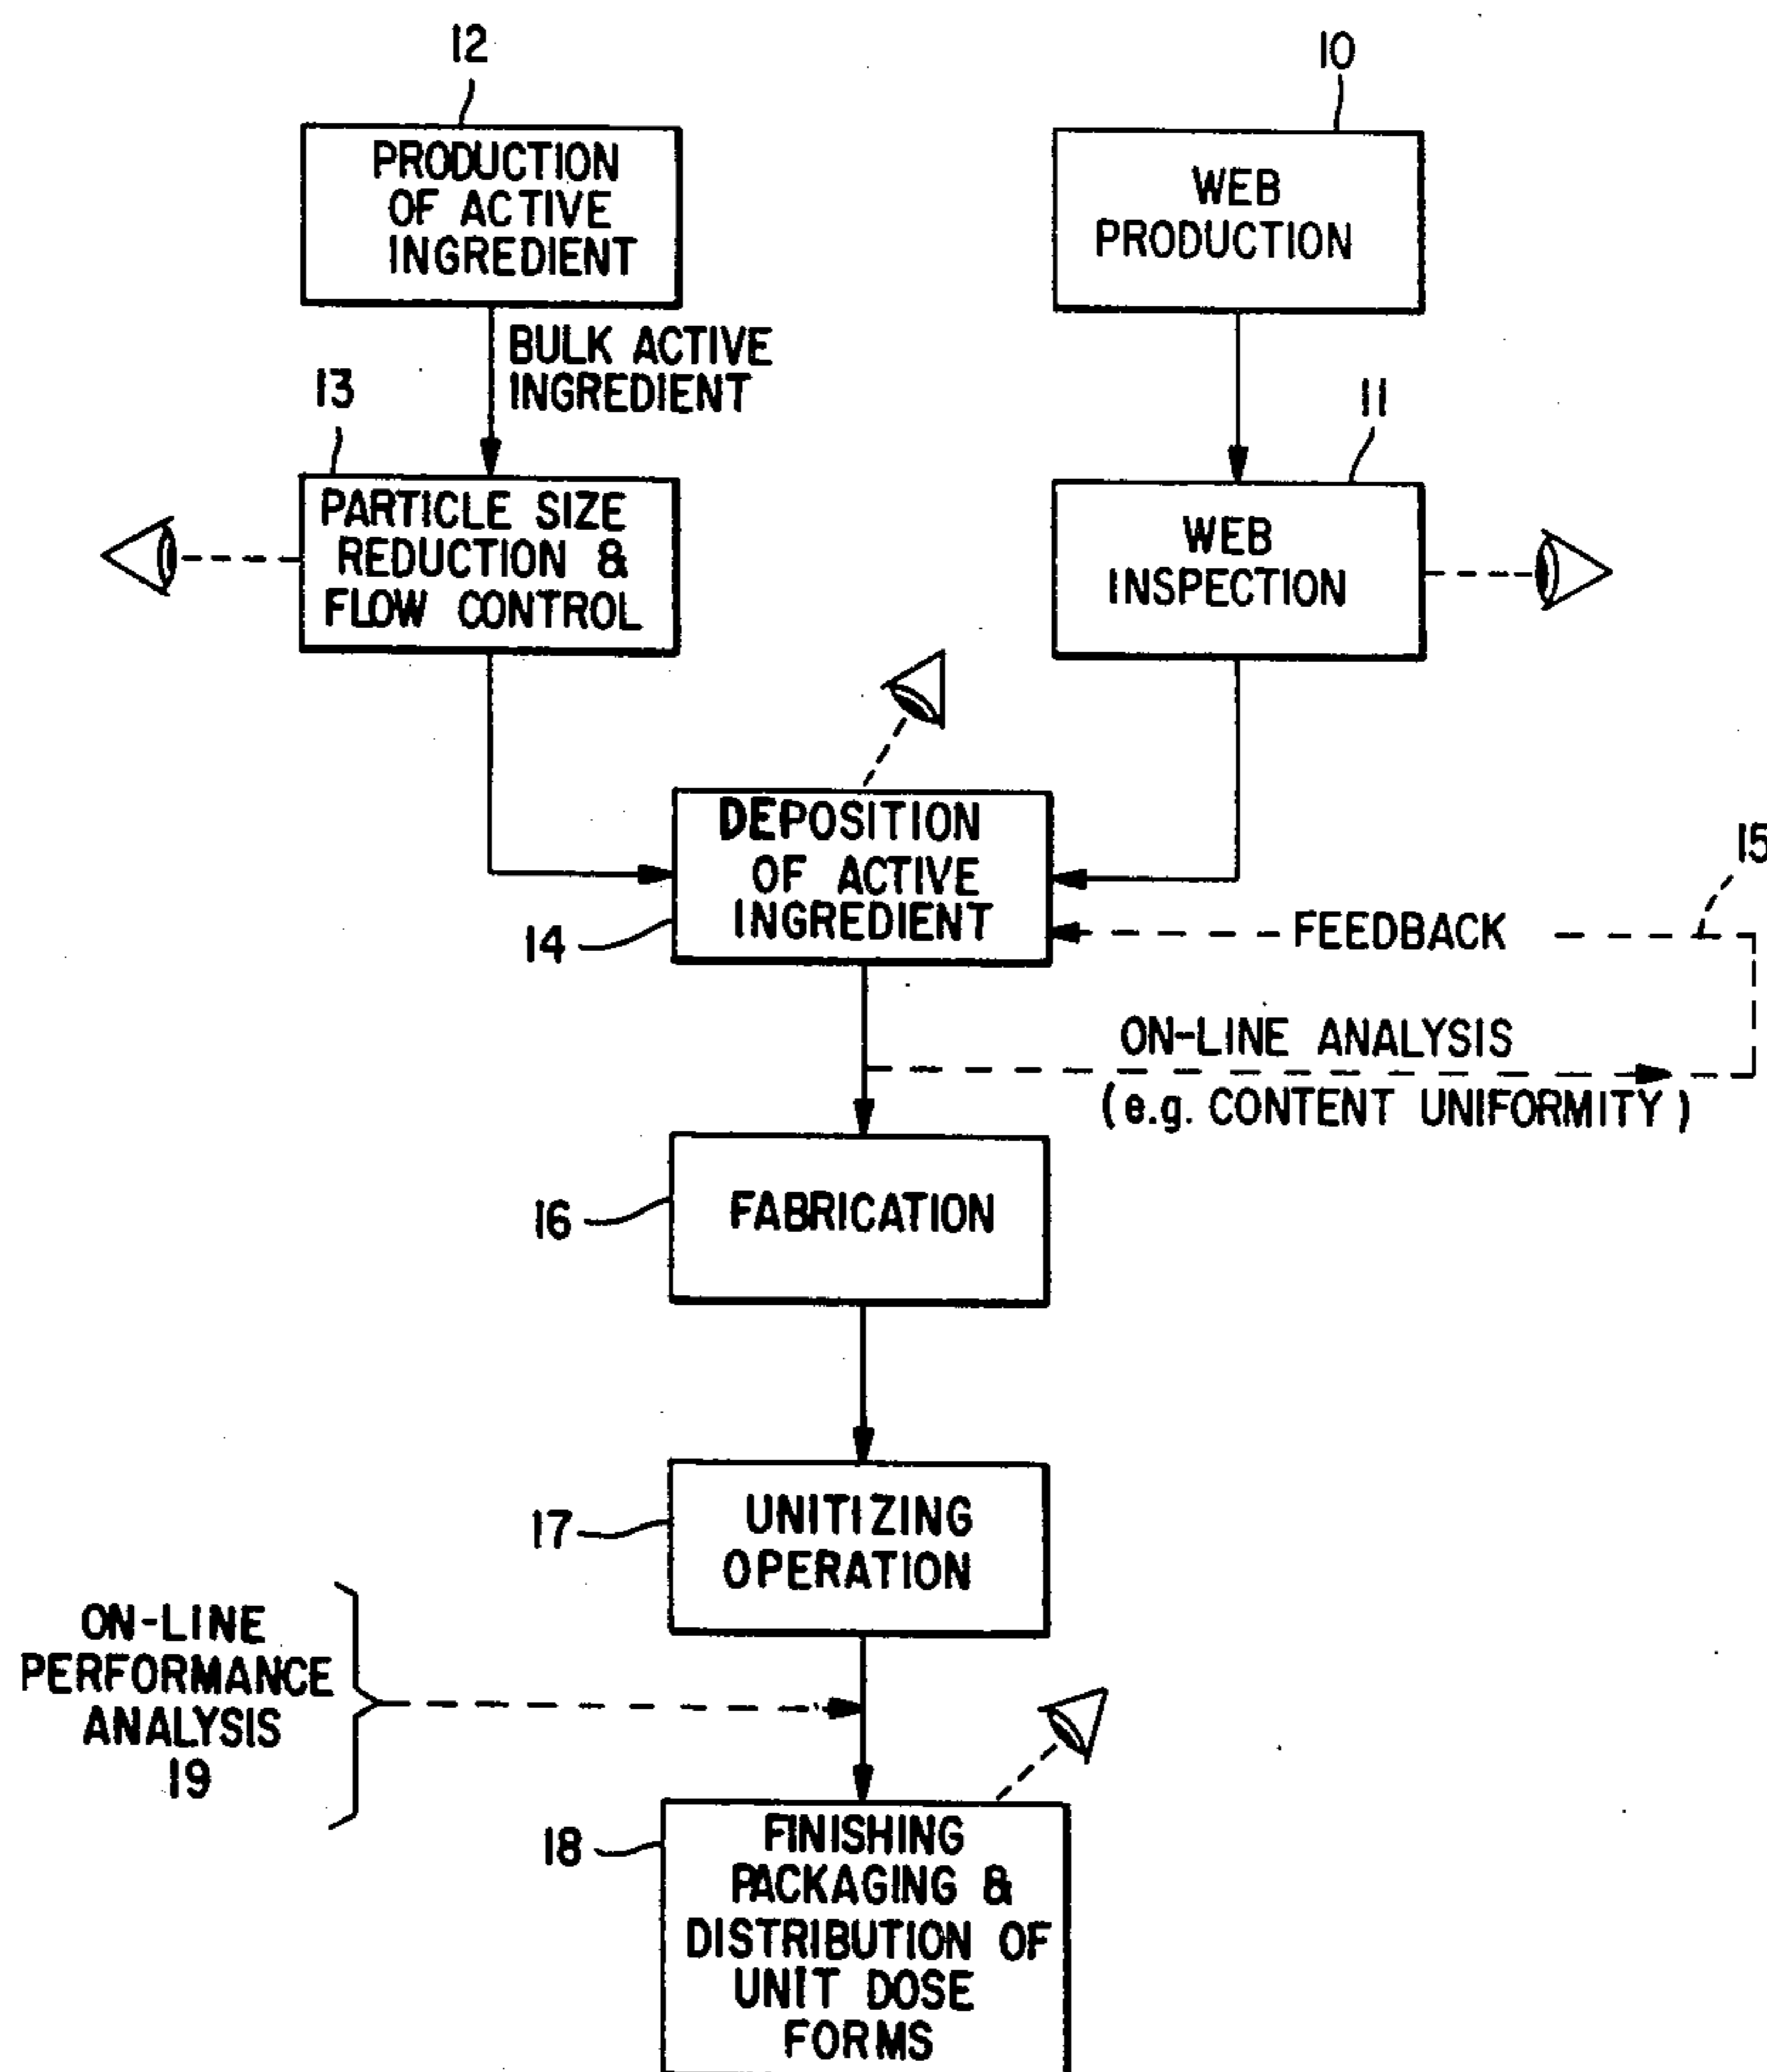 12
10
PRODUCTION
OF ACTIVE
INGREDIENT
WEB
PRODUCTION
BULK ACTIVE
INGREDIENT
13
11
PARTICLE SIZE
REDUCTION &
FLOW CONTROL
WEB
INSPECTION
DEPOSITION
OF ACTIVE
INGREDIENT
14
15
FEEDBACK
ON-LINE ANALYSIS
(e.g. CONTENT UNIFORMITY)
16
FABRICATION
17
UNITIZING
OPERATION
ON-LINE
PERFORMANCE
ANALYSIS
19
18
FINISHING
PACKAGING &
DISTRIBUTION OF
UNIT DOSE
FORMS